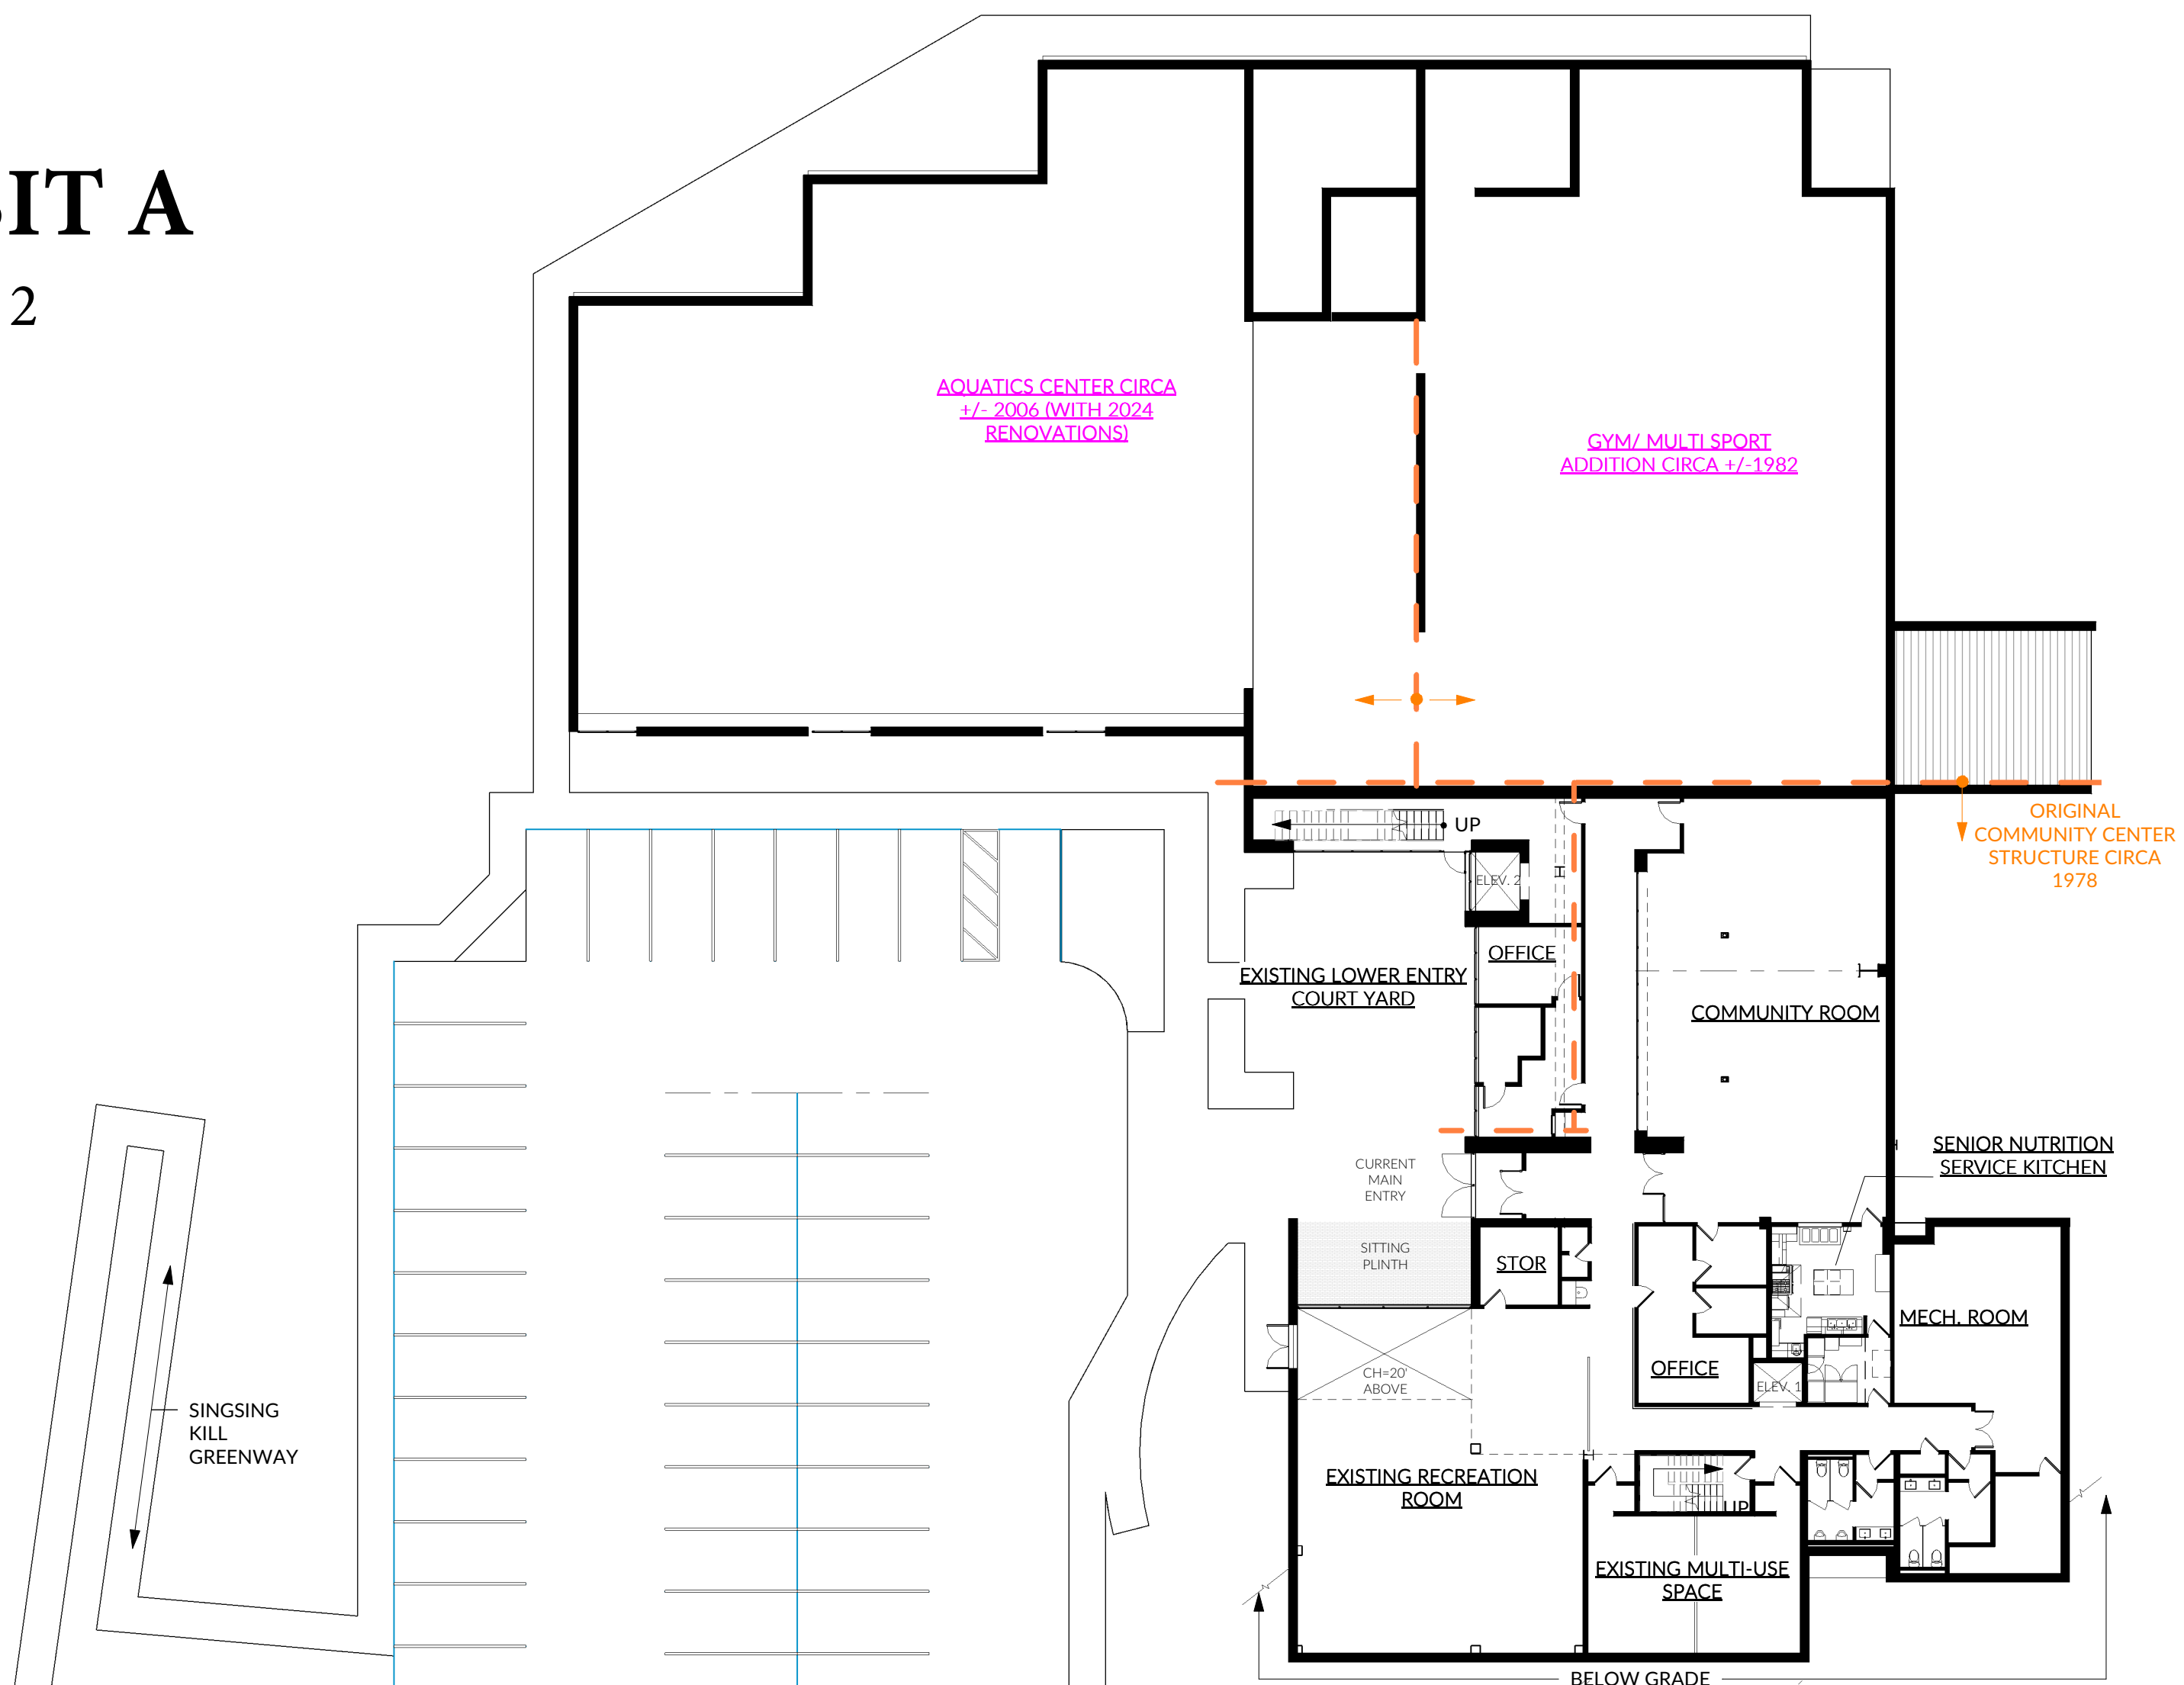 IT A
2
AQUATICS CENTER CIRCA
+/- 2006 (WITH 2024
RENOVATIONS)
GYM/ MULTI SPORT
ADDITION CIRCA +/-1982
ORIGINAL
COMMUNITY CENTER
STRUCTURE CIRCA
1978
UP
ELEV. 2
OFFICE
EXISTING LOWER ENTRY
COURT YARD
COMMUNITY ROOM
SENIOR NUTRITION
SERVICE KITCHEN
CURRENT
MAIN
ENTRY
SITTING
PLINTH
STOR
MECH. ROOM
CH=20'
ABOVE
OFFICE
ELEV. 1
SINGSING
KILL
GREENWAY
EXISTING RECREATION
ROOM
UP
EXISTING MULTI-USE
SPACE
BELOW GRADE